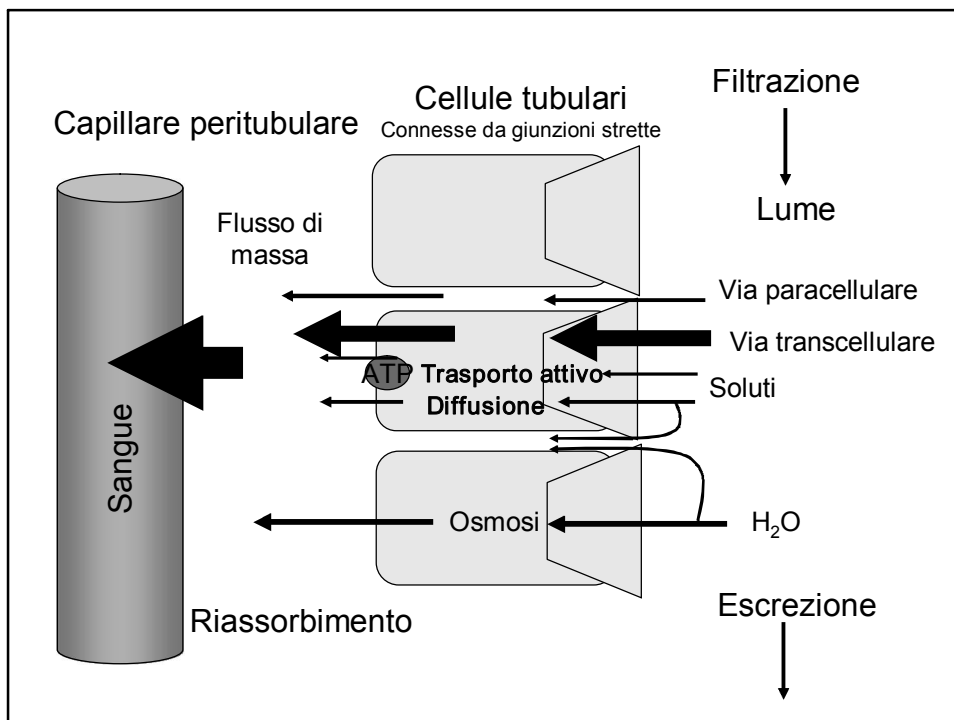 Filtrazione
Cellule tubulari
Connesse da giunzioni strette
Capillare peritubulare
Lume
Flusso di
massa
Via paracellulare
Via transcellulare
ATP Trasporto attivo
Diffusione
Soluti
Sangue
Osmosi
H₂O
Escrezione
Riassorbimento